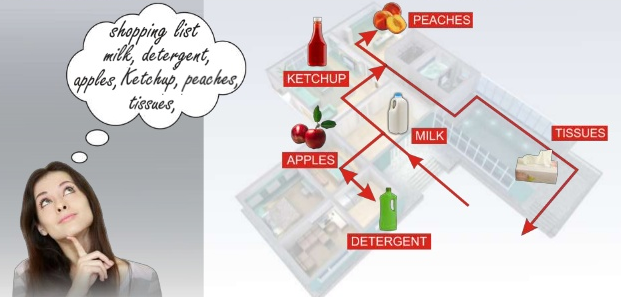 shopping list
milk, detergent,
apples, Ketchup, peaches,
tissues,
PEACHES
KETCHUP
MILK
TISSUES
APPLES
DETERGENT